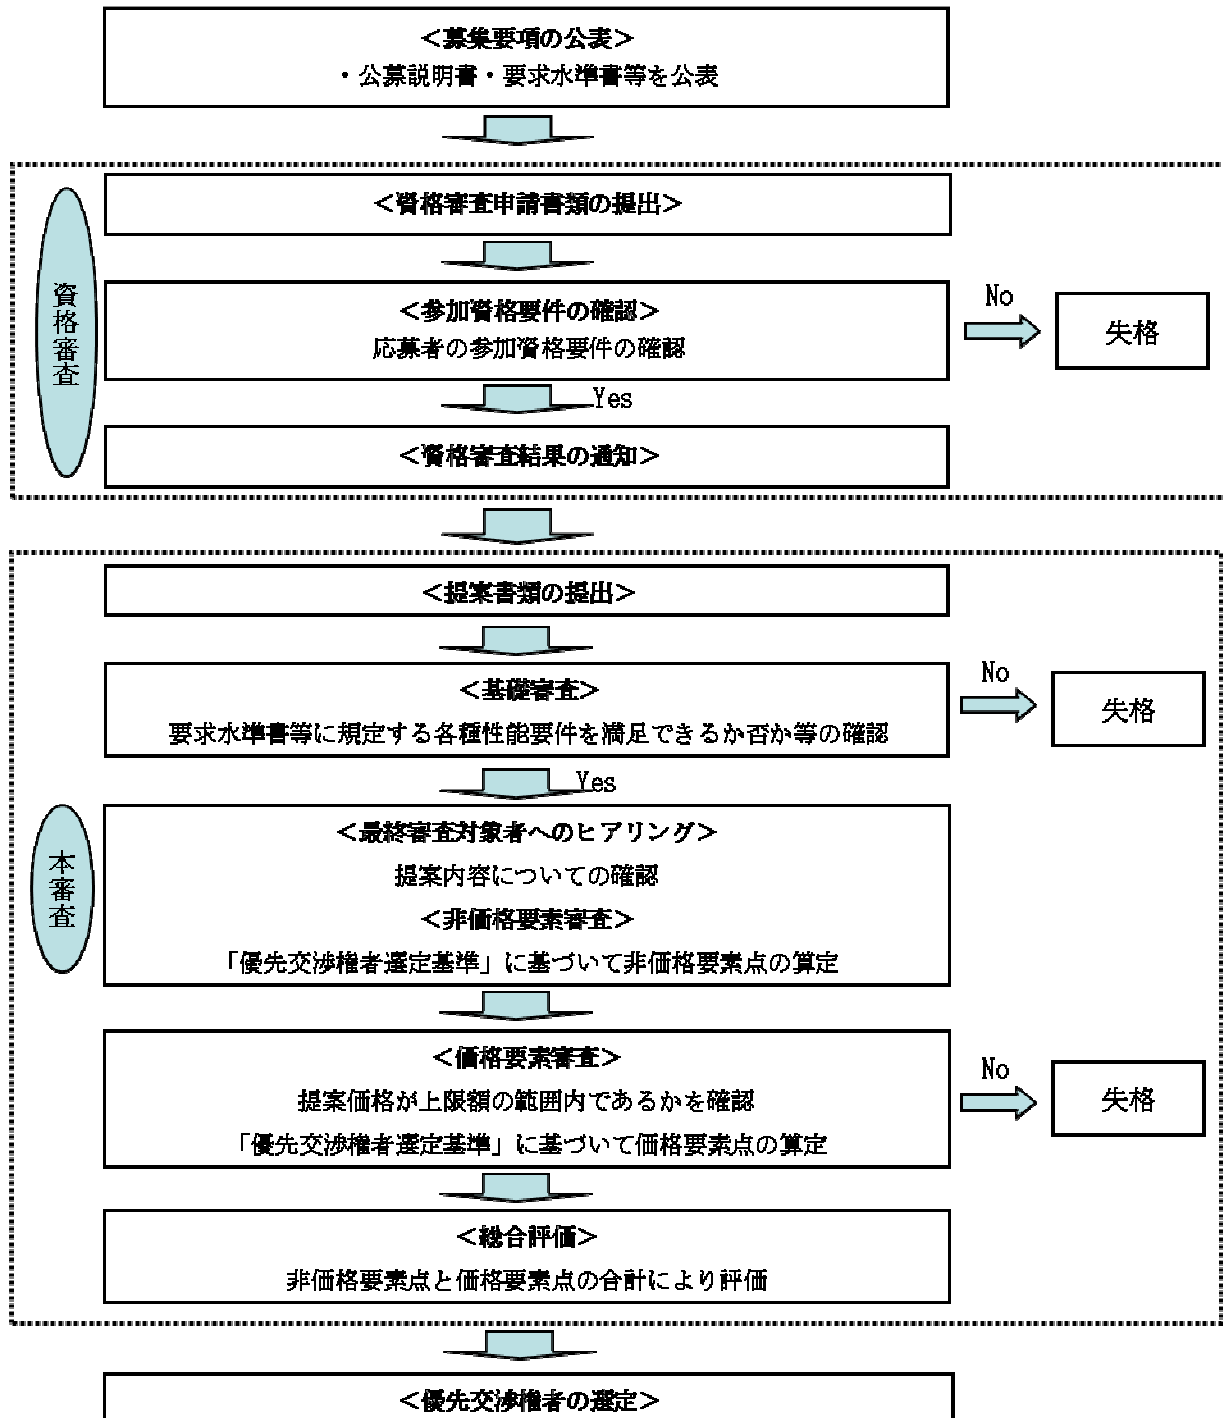 ＜募集要項の公表＞
・公募説明書・要求水準書等を公表
＜資格審査申請書類の提出＞
資格審査
＜参加資格要件の確認＞
応募者の参加資格要件の確認
No
失格
Yes
＜資格審査結果の通知＞
＜提案書類の提出＞
本審査
＜基礎審査＞
要求水準書等に規定する各種性能要件を満足できるか否か等の確認
No
失格
Yes
＜最終審査対象者へのヒアリング＞
提案内容についての確認
＜非価格要素審査＞
「優先交渉権者選定基準」に基づいて非価格要素点の算定
＜価格要素審査＞
提案価格が上限額の範囲内であるかを確認
「優先交渉権者選定基準」に基づいて価格要素点の算定
No
失格
＜総合評価＞
非価格要素点と価格要素点の合計により評価
＜優先交渉権者の選定＞